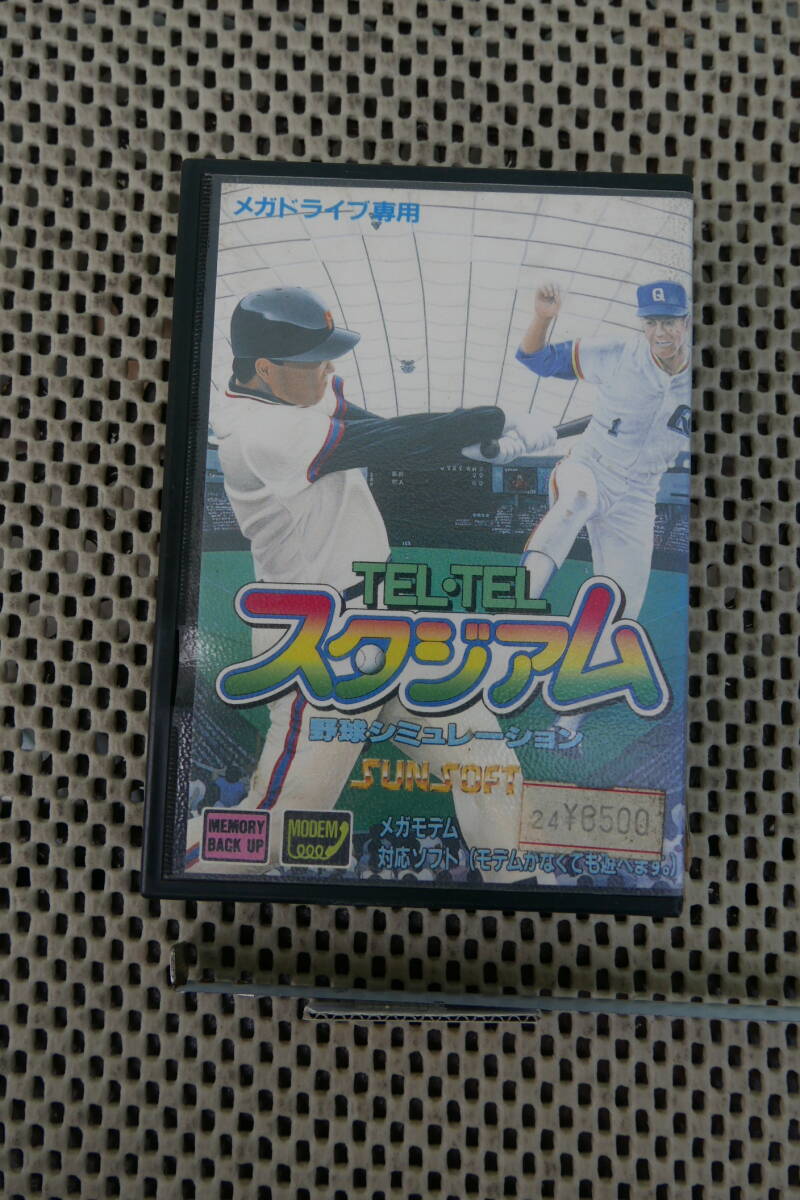 メガドライブ専用
Q
1
TEL・TEL
スタジアム
野球シミュレーション
SUNSOFT
24 ¥6500
MEMORY
BACK UP
MODEM
メガモデム
対応ソフト(モデムがなくても遊べます。)